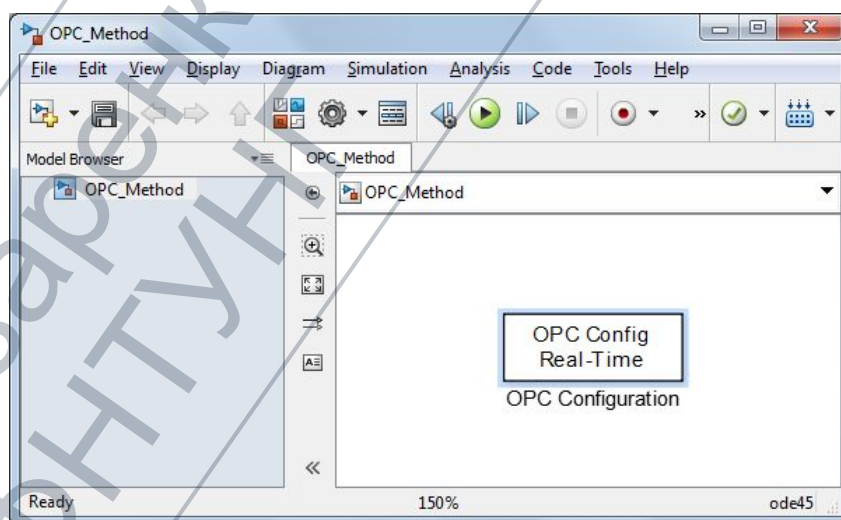 OPC_Method
File Edit View Display Diagram Simulation Analysis Code Tools Help
Model Browser
OPC_Method
OPC_Method
OPC_Method
OPC Config
Real-Time
OPC Configuration
Ready 150% ode45